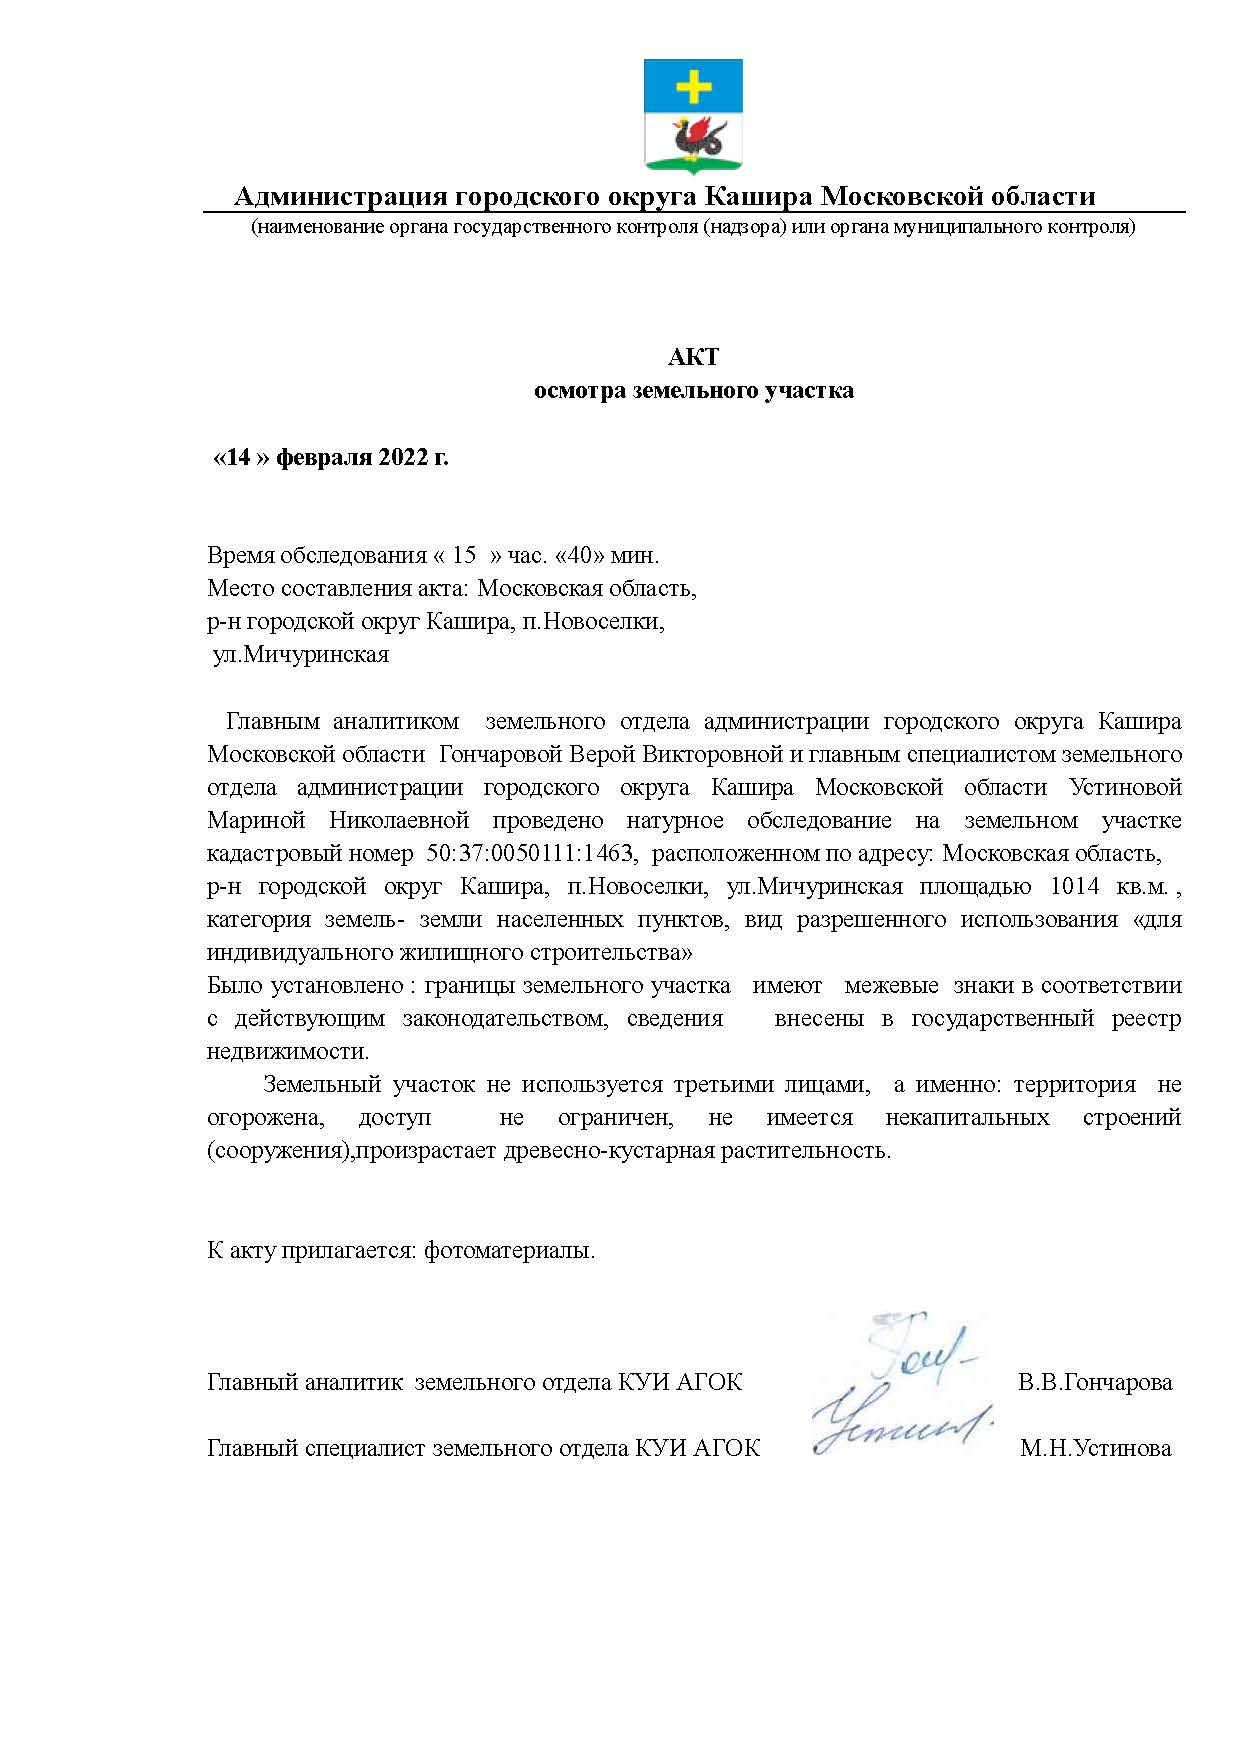 Администрация городского округа Кашира Московской области
(наименование органа государственного контроля (надзора) или органа муниципального контроля)
АКТ
осмотра земельного участка
«14 » февраля 2022 г.
Время обследования « 15 » час. «40» мин.
Место составления акта: Московская область,
р-н городской округ Кашира, п.Новоселки,
ул.Мичуринская
Главным аналитиком земельного отдела администрации городского округа Кашира
Московской области Гончаровой Верой Викторовной и главным специалистом земельного
отдела администрации городского округа Кашира Московской области Устиновой
Мариной Николаевной проведено натурное обследование на земельном участке
кадастровый номер 50:37:0050111:1463, расположенном по адресу: Московская область,
р-н городской округ Кашира, п.Новоселки, ул.Мичуринская площадью 1014 кв.м. ,
категория земель- земли населенных пунктов, вид разрешенного использования «для
индивидуального жилищного строительства»
Было установлено : границы земельного участка имеют межевые знаки в соответствии
с действующим законодательством, сведения внесены в государственный реестр
недвижимости.
Земельный участок не используется третьими лицами, а именно: территория не
огорожена, доступ не ограничен, не имеется некапитальных строений
(сооружения),произрастает древесно-кустарная растительность.
К акту прилагается: фотоматериалы.
Главный аналитик земельного отдела КУИ АГОК В.В.Гончарова
Главный специалист земельного отдела КУИ АГОК М.Н.Устинова